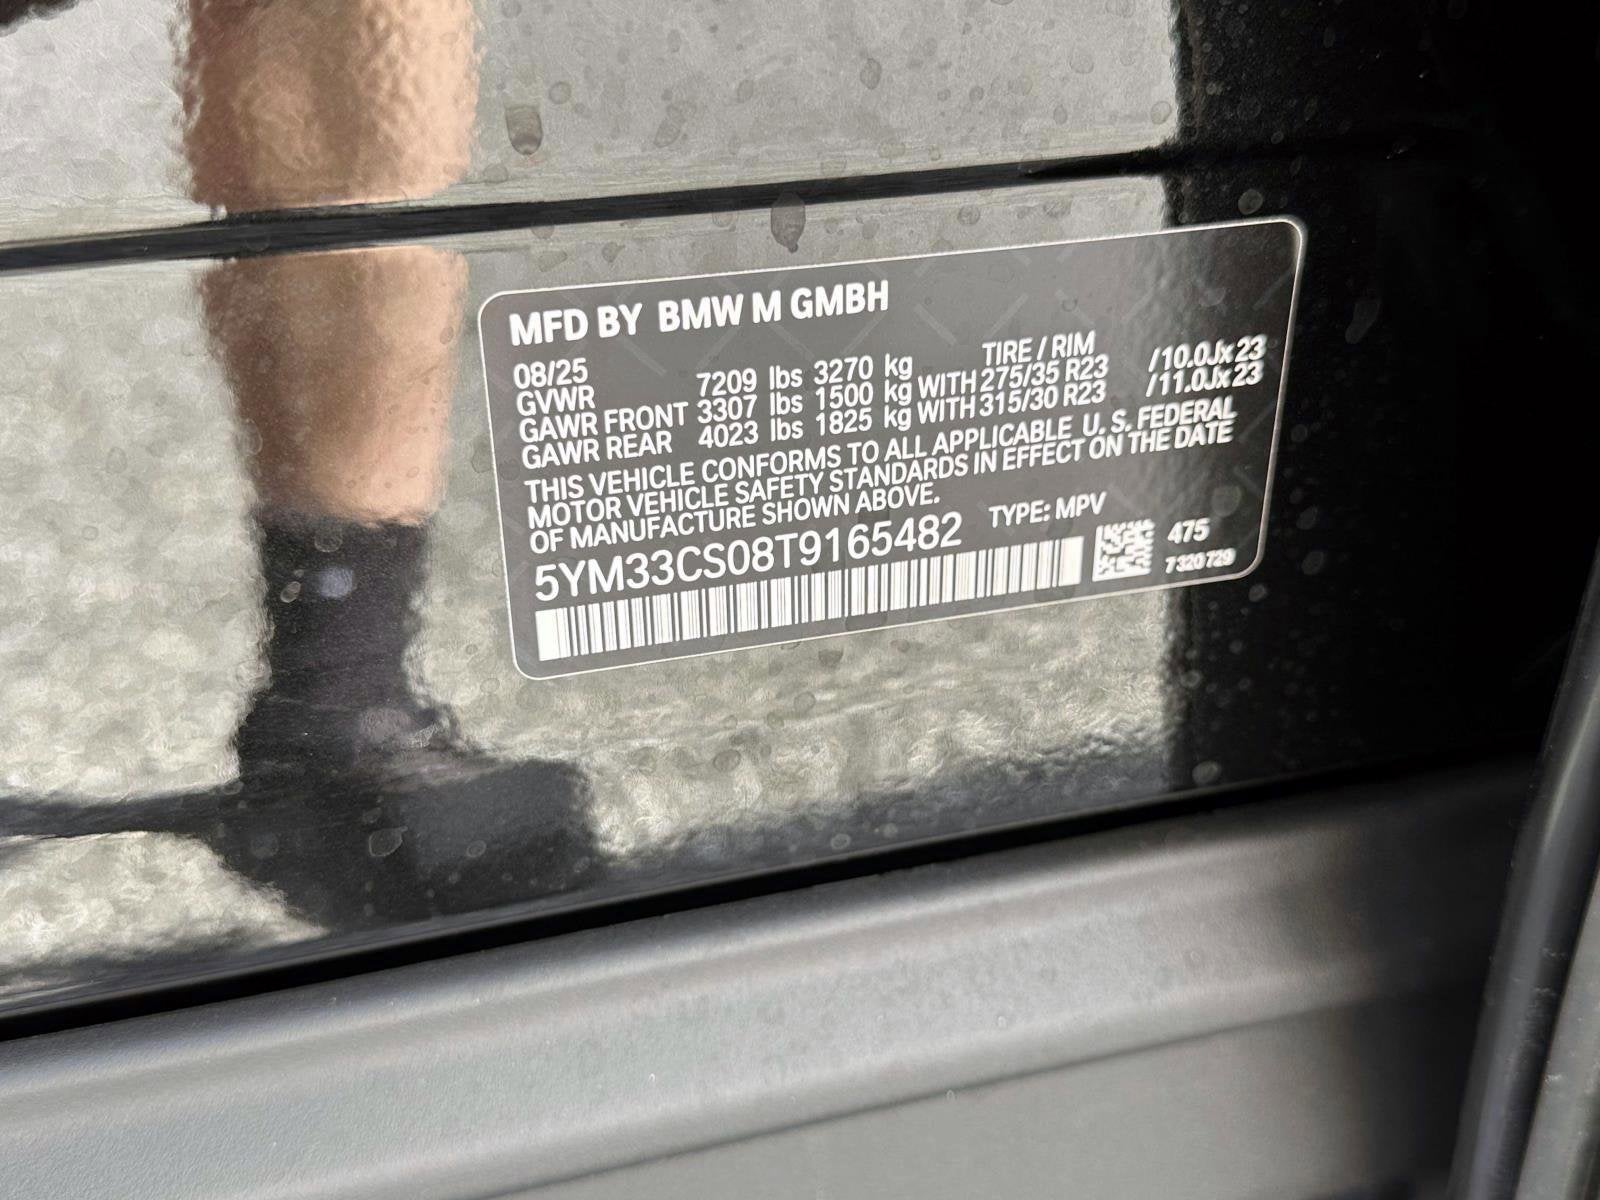 MFD BY BMW M GMBH
08/25 TIRE / RIM
GVWR 7209 lbs 3270 kg
GAWR FRONT 3307 lbs 1500 kg WITH 275/35 R23 /10.0Jx23
GAWR REAR 4023 lbs 1825 kg WITH 315/30 R23 /11.0Jx23
THIS VEHICLE CONFORMS TO ALL APPLICABLE U. S. FEDERAL
MOTOR VEHICLE SAFETY STANDARDS IN EFFECT ON THE DATE
OF MANUFACTURE SHOWN ABOVE.
5YM33CS08T9165482 TYPE: MPV
475
7320729